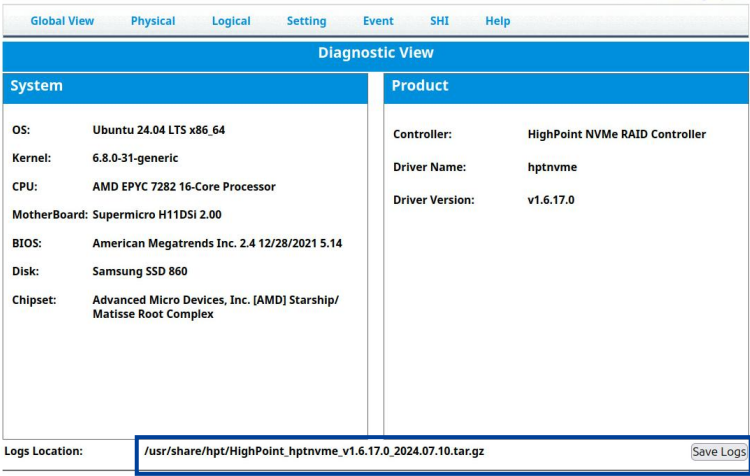 Global View Physical Logical Setting Event SHI Help
Diagnostic View
System
OS: Ubuntu 24.04 LTS x86_64
Kernel: 6.8.0-31-generic
CPU: AMD EPYC 7282 16-Core Processor
MotherBoard: Supermicro H11DSi 2.00
BIOS: American Megatrends Inc. 2.4 12/28/2021 5.14
Disk: Samsung SSD 860
Chipset: Advanced Micro Devices, Inc. [AMD] Starship/
Matisse Root Complex
Product
Controller: HighPoint NVMe RAID Controller
Driver Name: hptnvme
Driver Version: v1.6.17.0
Logs Location: /usr/share/hpt/HighPoint_hptnvme_v1.6.17.0_2024.07.10.tar.gz Save Logs